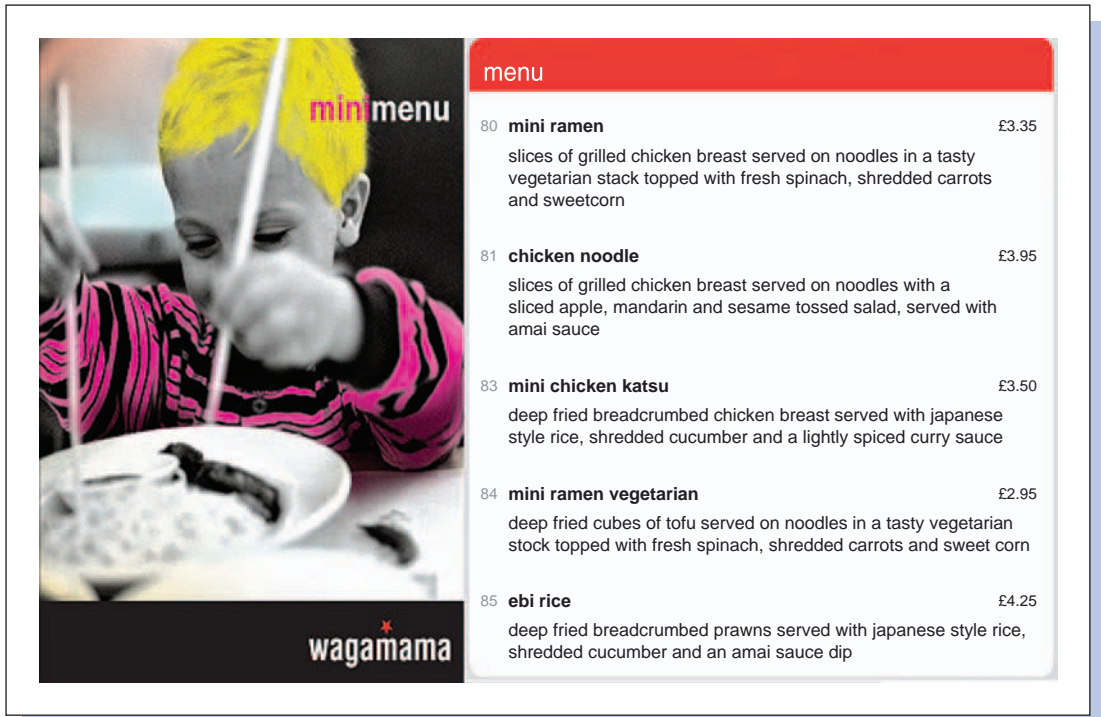 minimenu
wagamama
menu
80 mini ramen £3.35
slices of grilled chicken breast served on noodles in a tasty
vegetarian stack topped with fresh spinach, shredded carrots
and sweetcorn
81 chicken noodle £3.95
slices of grilled chicken breast served on noodles with a
sliced apple, mandarin and sesame tossed salad, served with
amai sauce
83 mini chicken katsu £3.50
deep fried breadcrumbed chicken breast served with japanese
style rice, shredded cucumber and a lightly spiced curry sauce
84 mini ramen vegetarian £2.95
deep fried cubes of tofu served on noodles in a tasty vegetarian
stock topped with fresh spinach, shredded carrots and sweet corn
85 ebi rice £4.25
deep fried breadcrumbed prawns served with japanese style rice,
shredded cucumber and an amai sauce dip